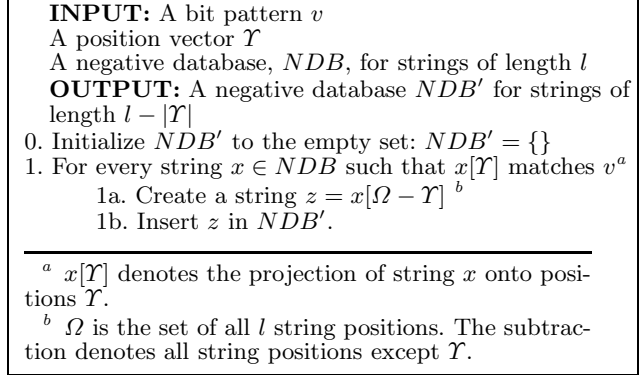 INPUT: A bit pattern v
A position vector ϒ
A negative database, NDB, for strings of length l
OUTPUT: A negative database NDB′ for strings of
length l − |ϒ|
0. Initialize NDB′ to the empty set: NDB′ = {}
1. For every string x ∈ NDB such that x[ϒ] matches v^a
1a. Create a string z = x[Ω − ϒ] ^b
1b. Insert z in NDB′.
^a x[ϒ] denotes the projection of string x onto posi-
tions ϒ.
^b Ω is the set of all l string positions. The subtrac-
tion denotes all string positions except ϒ.